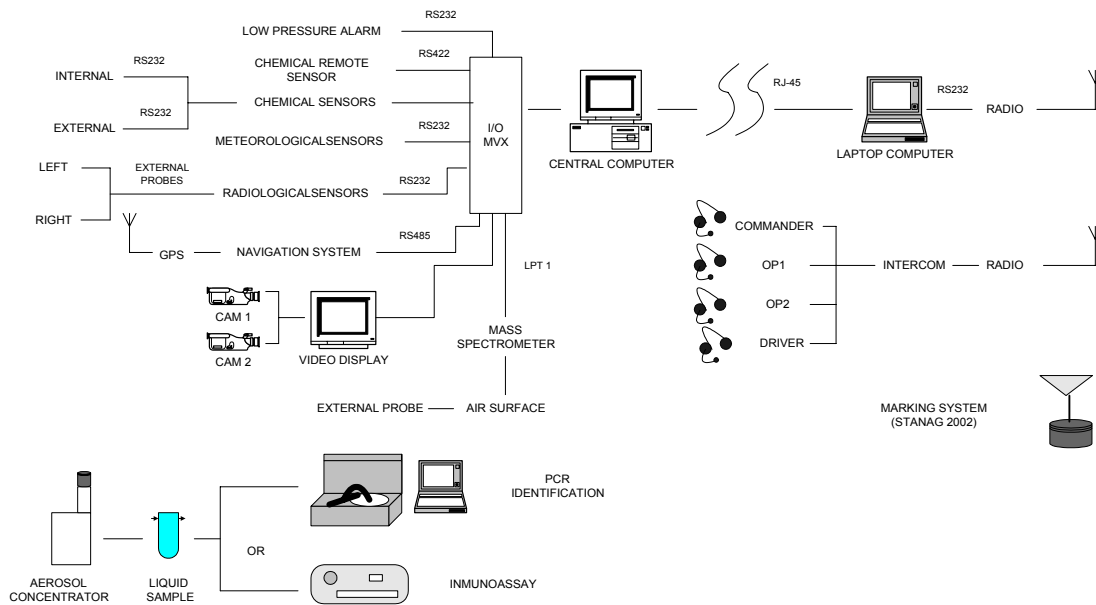 RS232
LOW PRESSURE ALARM
RS232
RS422
CHEMICAL REMOTE
SENSOR
INTERNAL
RS232
CHEMICAL SENSORS
EXTERNAL
RS232
METEOROLOGICALSENSORS
I/O
MVX
CENTRAL COMPUTER
RJ-45
LAPTOP COMPUTER
RS232
RADIO
LEFT
EXTERNAL
PROBES
RIGHT
RADIOLOGICALSENSORS
RS232
GPS
NAVIGATION SYSTEM
RS485
LPT 1
CAM 1
CAM 2
VIDEO DISPLAY
MASS
SPECTROMETER
EXTERNAL PROBE
AIR SURFACE
COMMANDER
OP1
OP2
DRIVER
INTERCOM
RADIO
MARKING SYSTEM
(STANAG 2002)
AEROSOL
CONCENTRATOR
LIQUID
SAMPLE
OR
PCR
IDENTIFICATION
INMUNOASSAY